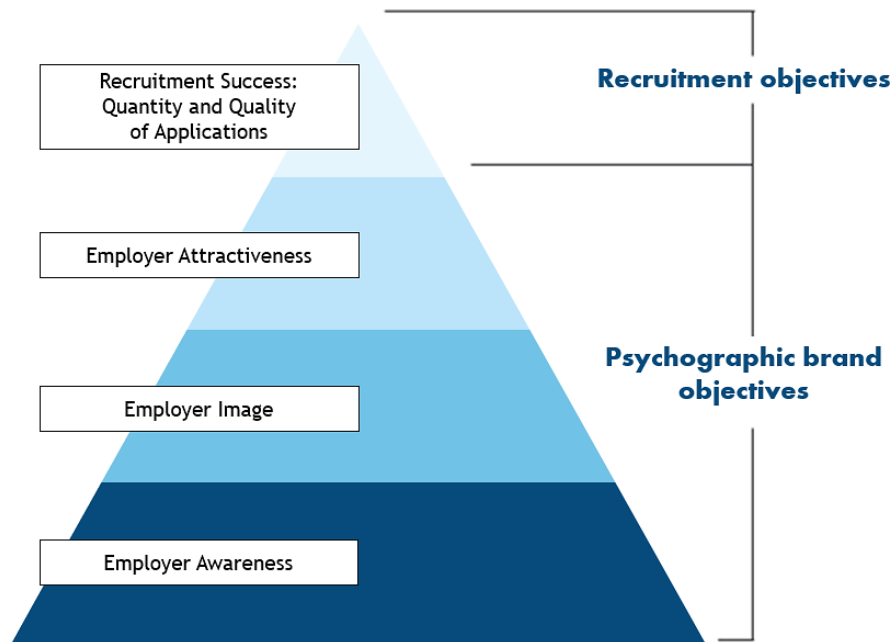 Recruitment Success:
Quantity and Quality
of Applications
Recruitment objectives
Employer Attractiveness
Psychographic brand
objectives
Employer Image
Employer Awareness